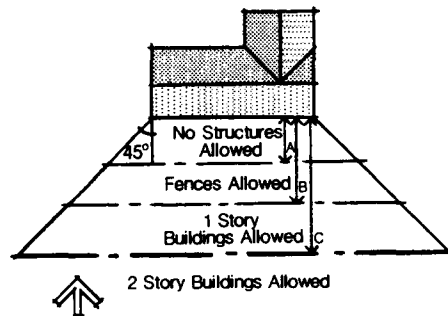 No Structures
Allowed
45°
A
Fences Allowed
B
1 Story
Buildings Allowed
C
2 Story Buildings Allowed